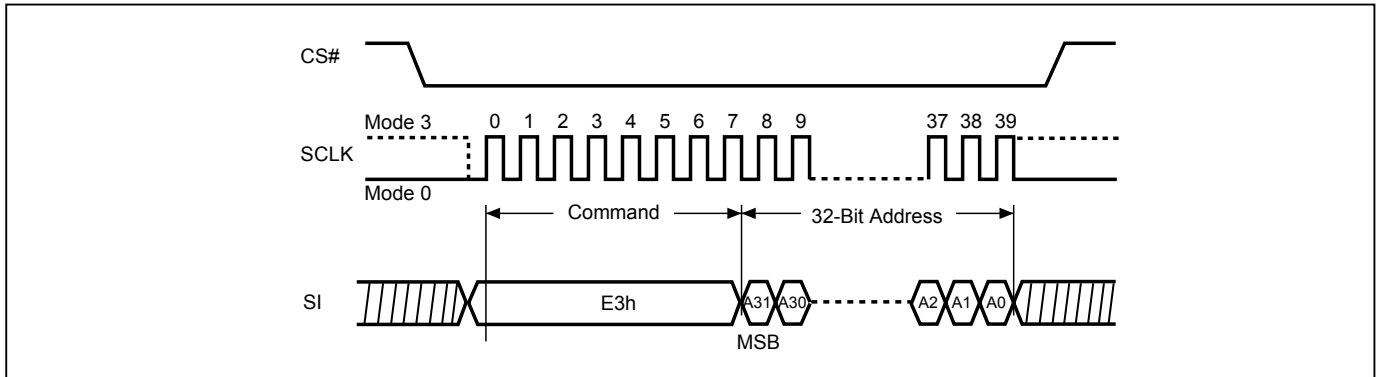 CS#
Mode 3
0 1 2 3 4 5 6 7 8 9 37 38 39
SCLK
Mode 0
Command
32-Bit Address
SI
E3h
A31 A30 A2 A1 A0
MSB